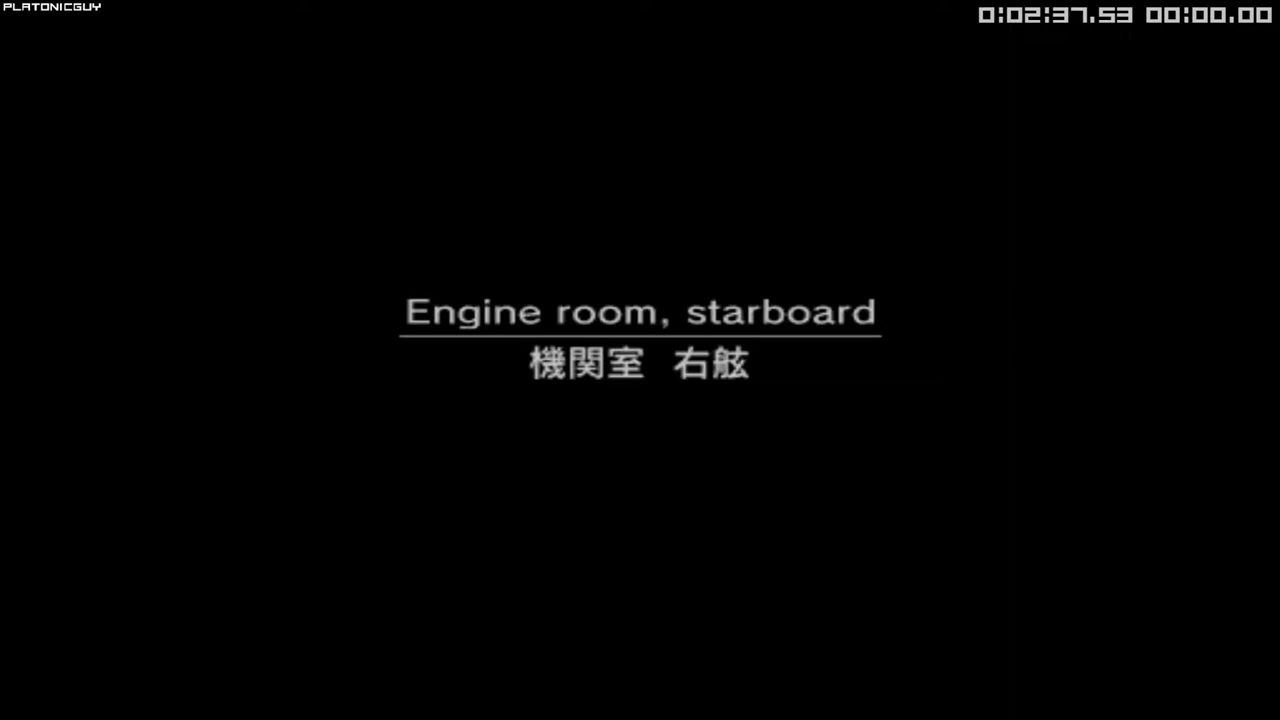 PLATONICGUY
0:02:37.53 00:00.00
Engine room, starboard
機関室 右舷